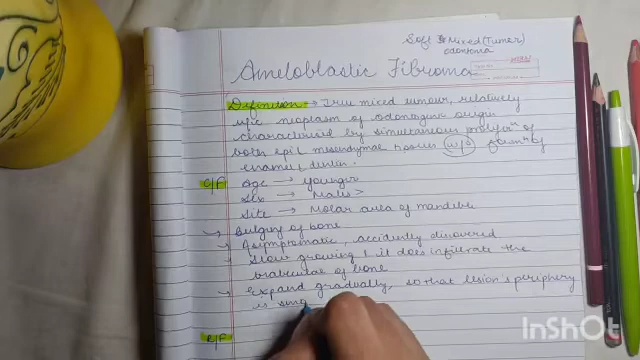 Soft Mixed (Tumor)
odontoma
Ameloblastic Fibroma
Definition → True mixed tumour, relatively
neoplasm of odontogenic origin
characterised by simultaneous prolifern of
both epi & mesenchymal tissues w/o formn of
enamel & dentin.
C/F Age → younger
Sex → Males >
Site → Molar area of mandible
→ Bulging of bone
→ Asymptomatic, accidently discovered
→ Slow growing & it does infiltrate the
trabeculae of bone
→ Expand gradually, so that lesion's periphery
is smo
R/F
InShOt